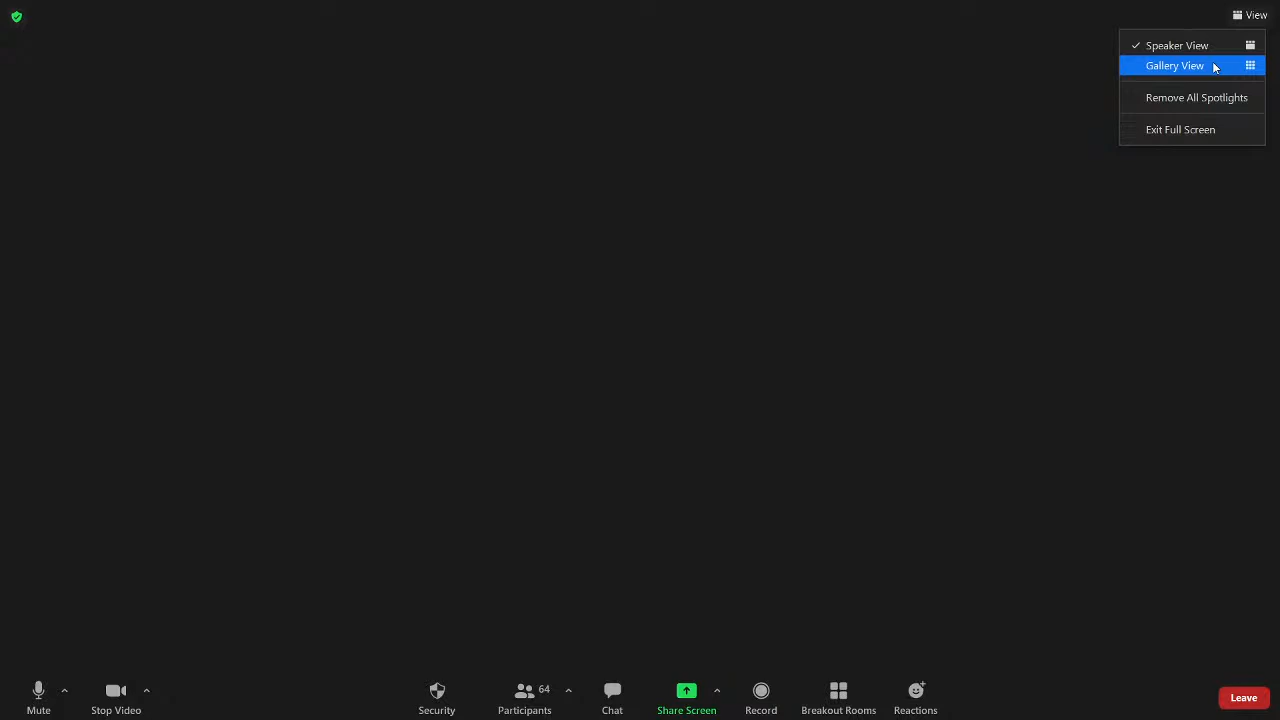 View
Speaker View
Gallery View
Remove All Spotlights
Exit Full Screen
Mute
Stop Video
Security
64
Participants
Chat
Share Screen
Record
Breakout Rooms
Reactions
Leave